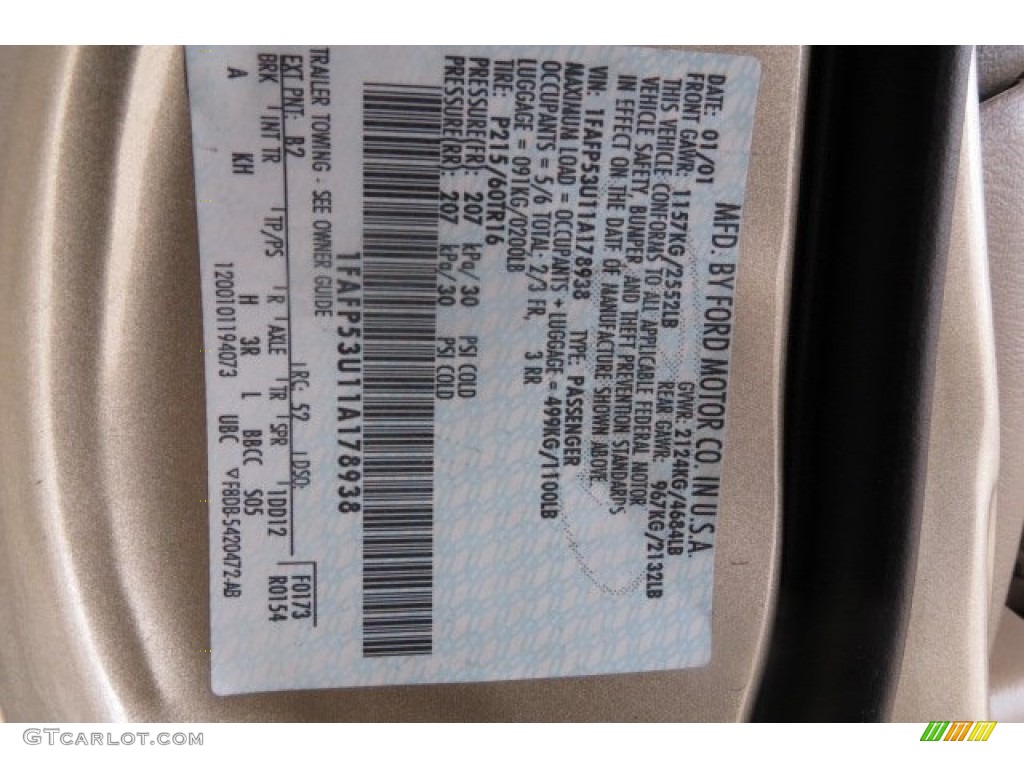 MFD. BY FORD MOTOR CO. IN U.S.A.
DATE: 01/01 GVWR: 2124KG/4684LB
FRONT GAWR: 1157KG/2552LB REAR GAWR: 967KG/2132LB
THIS VEHICLE CONFORMS TO ALL APPLICABLE FEDERAL MOTOR
VEHICLE SAFETY, BUMPER AND THEFT PREVENTION STANDARDS
IN EFFECT ON THE DATE OF MANUFACTURE SHOWN ABOVE.
VIN: 1FAFP53U11A178938 TYPE: PASSENGER
MAXIMUM LOAD = OCCUPANTS + LUGGAGE = 499KG/1100LB
OCCUPANTS = 5/6 TOTAL: 2/3 FR, 3 RR
LUGGAGE = 091KG/0200LB
TIRE: P215/60TR16
PRESSURE(FR): 207 kPa/30 PSI COLD
PRESSURE(RR): 207 kPa/30 PSI COLD
1FAFP53U11A178938
TRAILER TOWING - SEE OWNER GUIDE
EXT PNT: B2 RC: 52 DSO: F0173
BRK INT TR TP/PS R AXLE TR SPR 1DD12 R0154
A KH H 3R L BBCC S05
1200101194073 UBC ▽F8DB-5420472-AB
GTCARLOT.COM